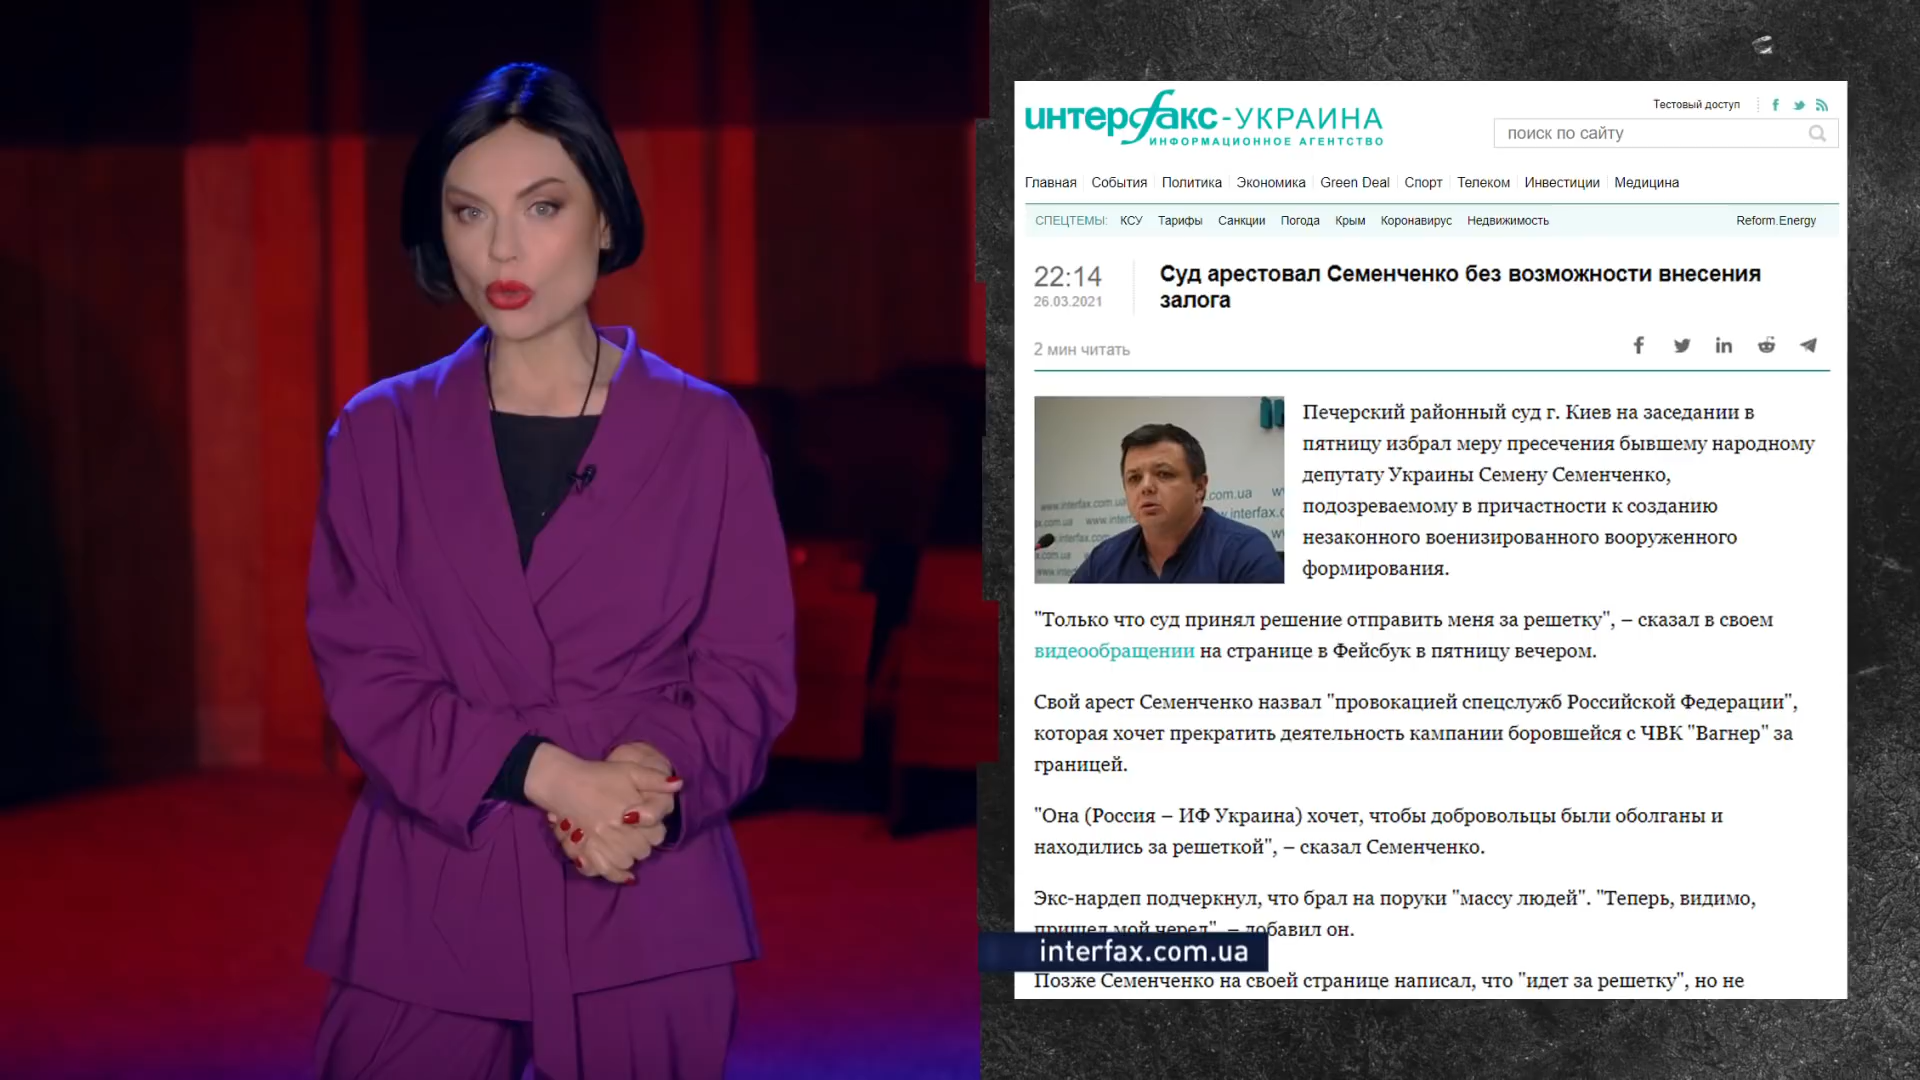 интерфакс-УКРАИНА
ИНФОРМАЦИОННОЕ АГЕНТСТВО
Тестовый доступ
поиск по сайту
Главная События Политика Экономика Green Deal Спорт Телеком Инвестиции Медицина
СПЕЦТЕМЫ: КСУ Тарифы Санкции Погода Крым Коронавирус Недвижимость Reform.Energy
22:14
26.03.2021
Суд арестовал Семенченко без возможности внесения
залога
2 мин читать
Печерский районный суд г. Киев на заседании в
пятницу избрал меру пресечения бывшему народному
депутату Украины Семену Семенченко,
подозреваемому в причастности к созданию
незаконного военизированного вооруженного
формирования.
www.interfax.com.ua
"Только что суд принял решение отправить меня за решетку", – сказал в своем
видеообращении на странице в Фейсбук в пятницу вечером.
Свой арест Семенченко назвал "провокацией спецслужб Российской Федерации",
которая хочет прекратить деятельность кампании боровшейся с ЧВК "Вагнер" за
границей.
"Она (Россия – ИФ Украина) хочет, чтобы добровольцы были оболганы и
находились за решеткой", – сказал Семенченко.
Экс-нардеп подчеркнул, что брал на поруки "массу людей". "Теперь, видимо,
пришел мой черед", – добавил он.
interfax.com.ua
Позже Семенченко на своей странице написал, что "идет за решетку", но не